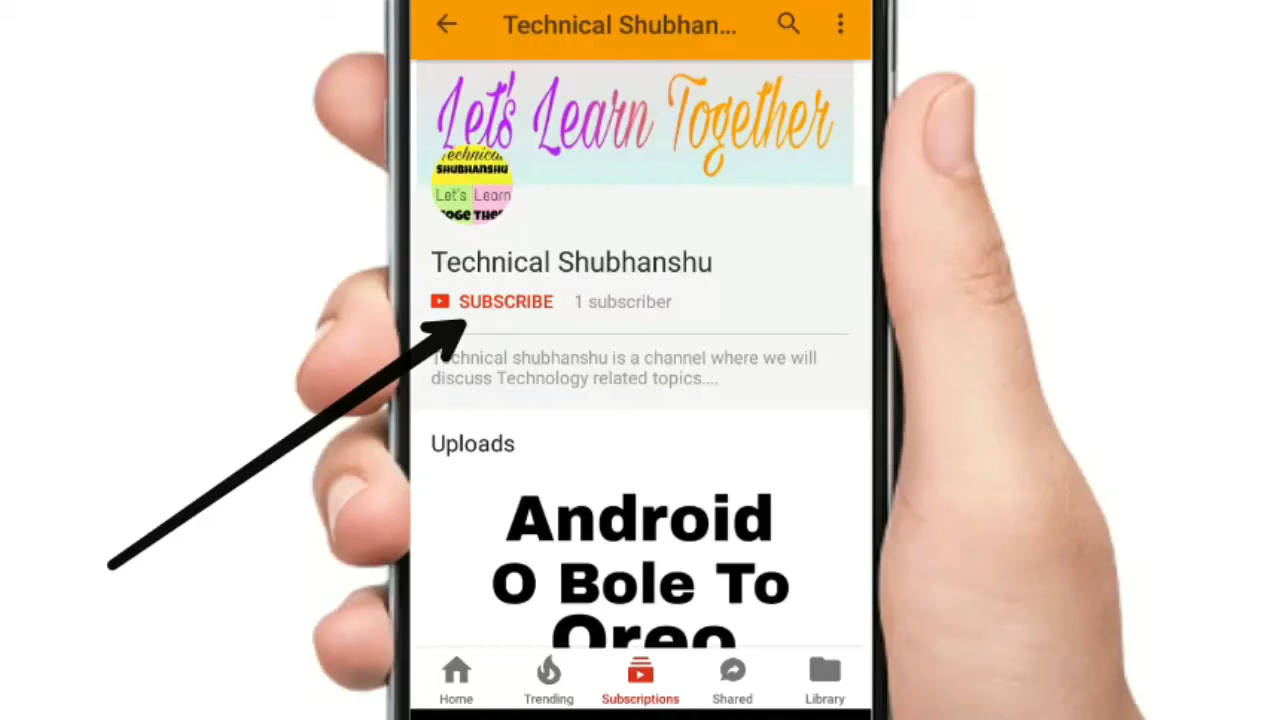 Technical Shubhan...
Let's Learn Together
Technical
SHUBHANSHU
Let's Learn
TOGE THER
Technical Shubhanshu
SUBSCRIBE 1 subscriber
Technical shubhanshu is a channel where we will
discuss Technology related topics....
Uploads
Android
O Bole To
Oreo
Home Trending Subscriptions Shared Library